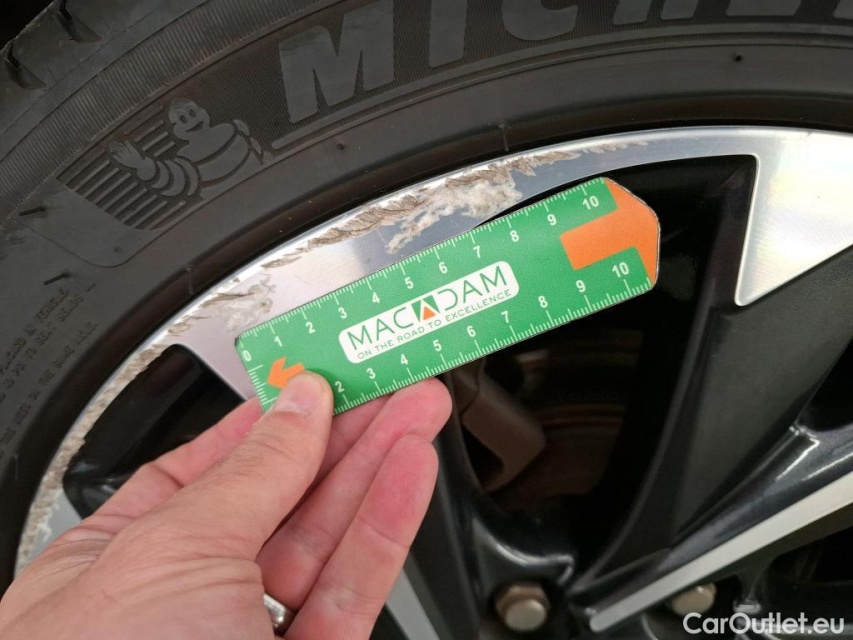 MICHEL
0 1 2 3 4 5 6 7 8 9 10
MACADAM
ON THE ROAD TO EXCELLENCE
2 3 4 5 6 7 8 9 10
CarOutlet.eu